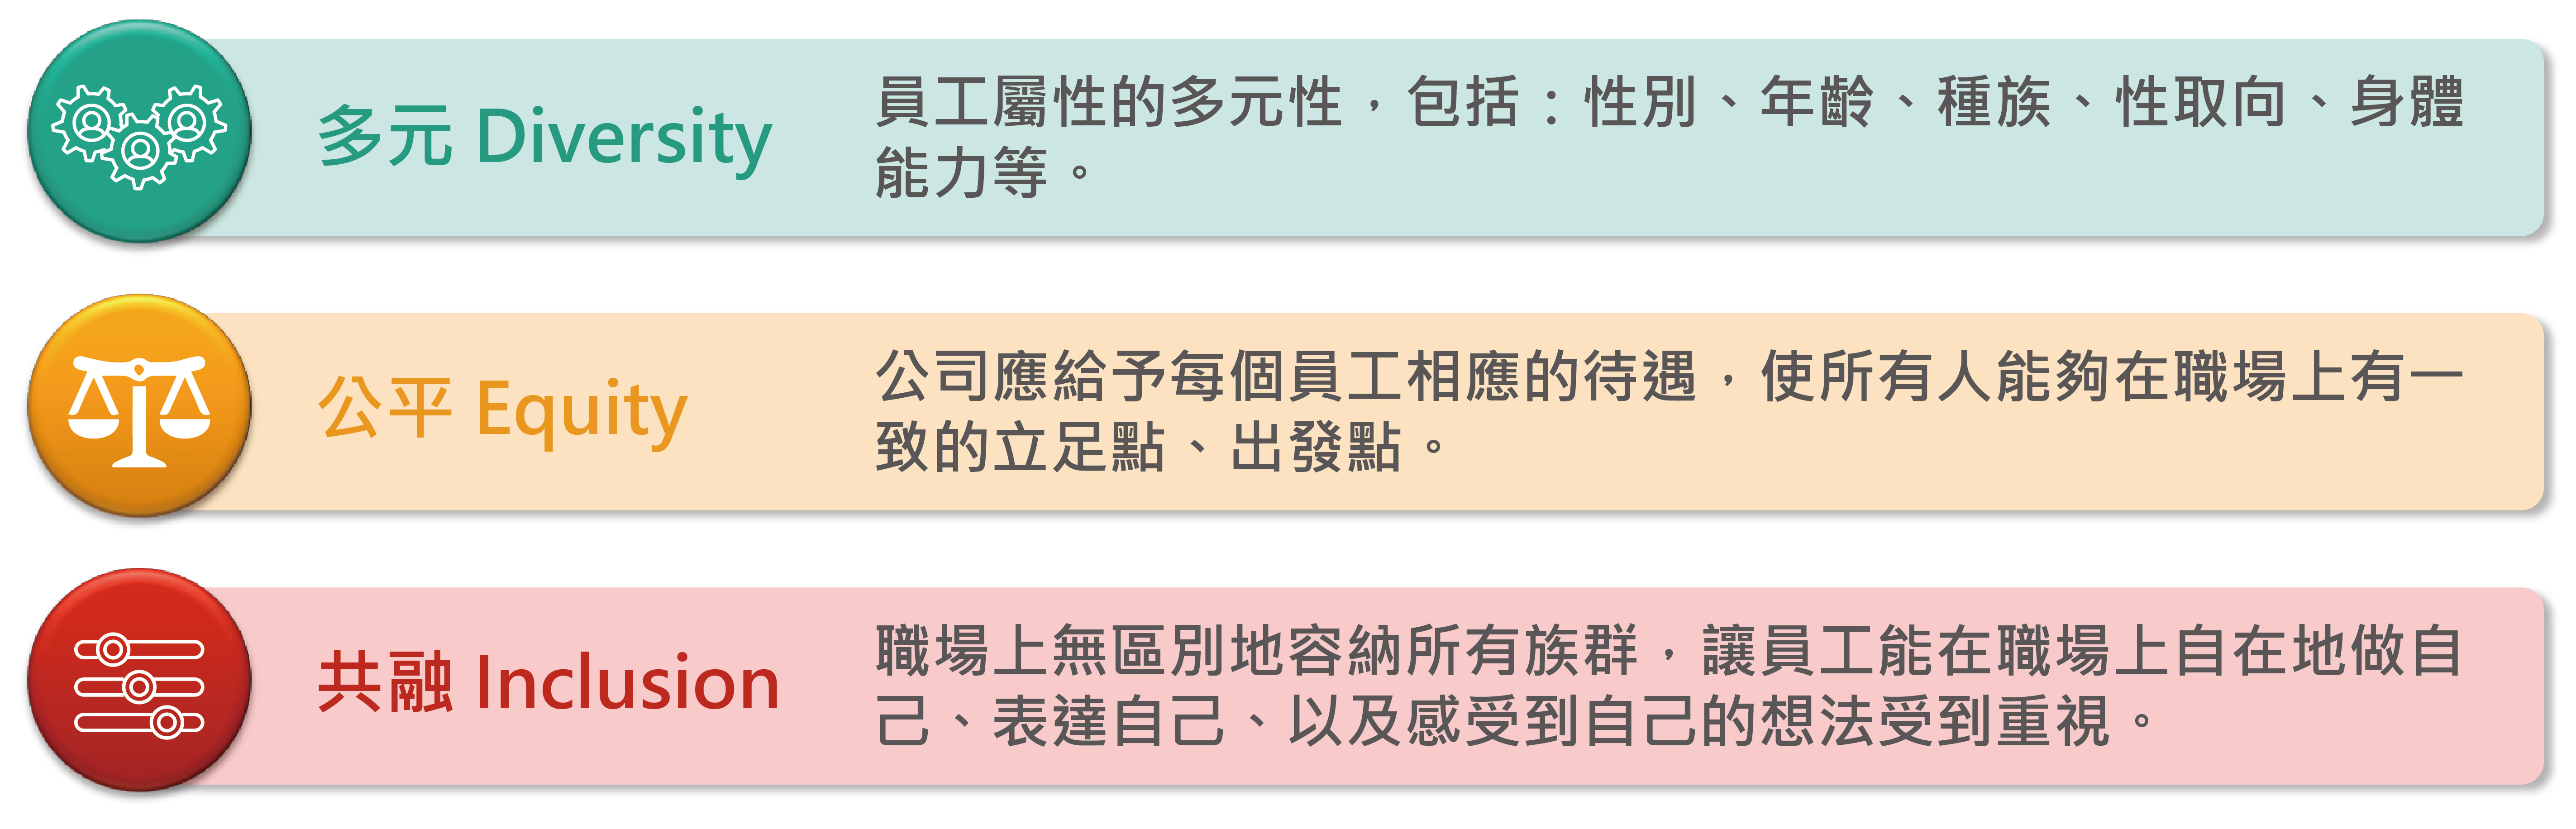 多元 Diversity
員工屬性的多元性，包括：性別、年齡、種族、性取向、身體
能力等。
公平 Equity
公司應給予每個員工相應的待遇，使所有人能夠在職場上有一
致的立足點、出發點。
共融 Inclusion
職場上無區別地容納所有族群，讓員工能在職場上自在地做自
己、表達自己、以及感受到自己的想法受到重視。